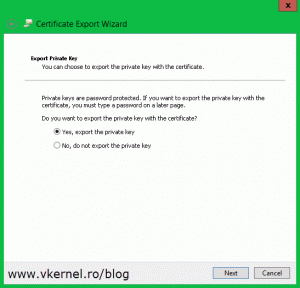 Certificate Export Wizard
Export Private Key
You can choose to export the private key with the certificate.
Private keys are password protected. If you want to export the private key with the
certificate, you must type a password on a later page.
Do you want to export the private key with the certificate?
Yes, export the private key
No, do not export the private key
www.vkernel.ro/blog
Next
Cancel